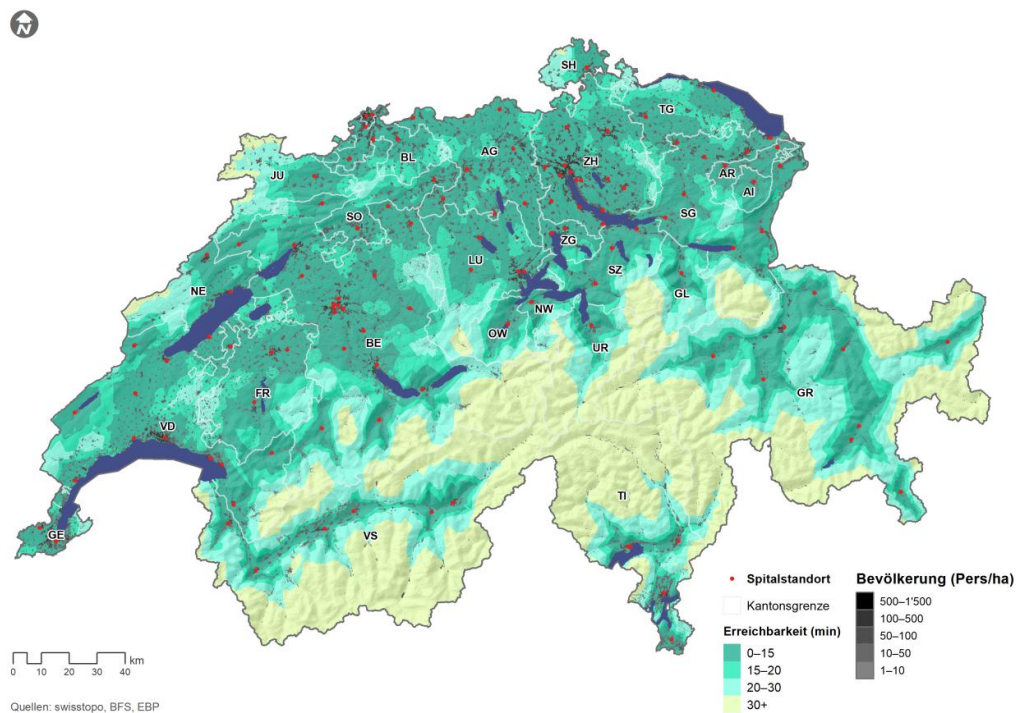 N
SH
TG
BL
AG
ZH
JU
AR
AI
SO
SG
ZG
LU
SZ
NE
GL
NW
OW
BE
UR
FR
GR
VD
TI
GE
VS
Spitalstandort
Kantonsgrenze
Erreichbarkeit (min)
0–15
15–20
20–30
30+
Bevölkerung (Pers/ha)
500–1'500
100–500
50–100
10–50
1–10
km
0 5 10 20 30 40
Quellen: swisstopo, BFS, EBP